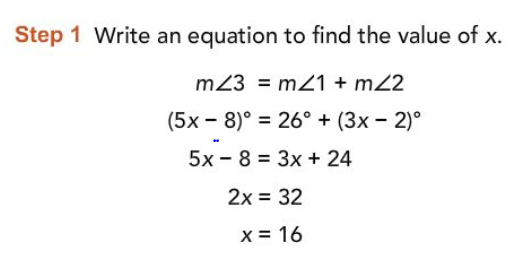 Step 1 Write an equation to find the value of x.
m∠3 = m∠1 + m∠2
(5x – 8)° = 26° + (3x – 2)°
5x – 8 = 3x + 24
2x = 32
x = 16